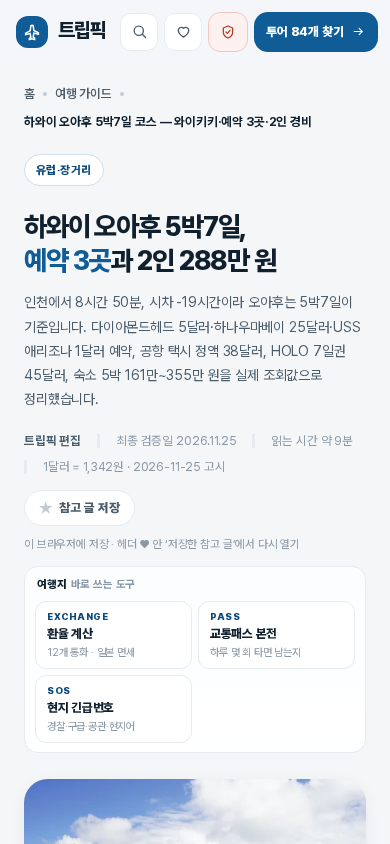 트립픽
투어 84개 찾기 →
홈 • 여행 가이드 •
하와이 오아후 5박7일 코스 — 와이키키·예약 3곳·2인 경비
유럽·장거리
하와이 오아후 5박7일,
예약 3곳과 2인 288만 원
인천에서 8시간 50분, 시차 -19시간이라 오아후는 5박7일이
기준입니다. 다이아몬드헤드 5달러·하나우마베이 25달러·USS
애리조나 1달러 예약, 공항 택시 정액 38달러, HOLO 7일권
45달러, 숙소 5박 161만~355만 원을 실제 조회값으로
정리했습니다.
트립픽 편집 | 최종 검증일 2026.11.25 | 읽는 시간 약 9분
| 1달러 = 1,342원 · 2026-11-25 고시
★ 참고 글 저장
이 브라우저에 저장 · 헤더 ♥ 안 ‘저장한 참고 글’에서 다시 열기
여행지 바로 쓰는 도구
EXCHANGE
환율 계산
12개 통화 · 일본 면세
PASS
교통패스 본전
하루 몇 회 타면 남는지
SOS
현지 긴급번호
경찰·구급·공관·현지어